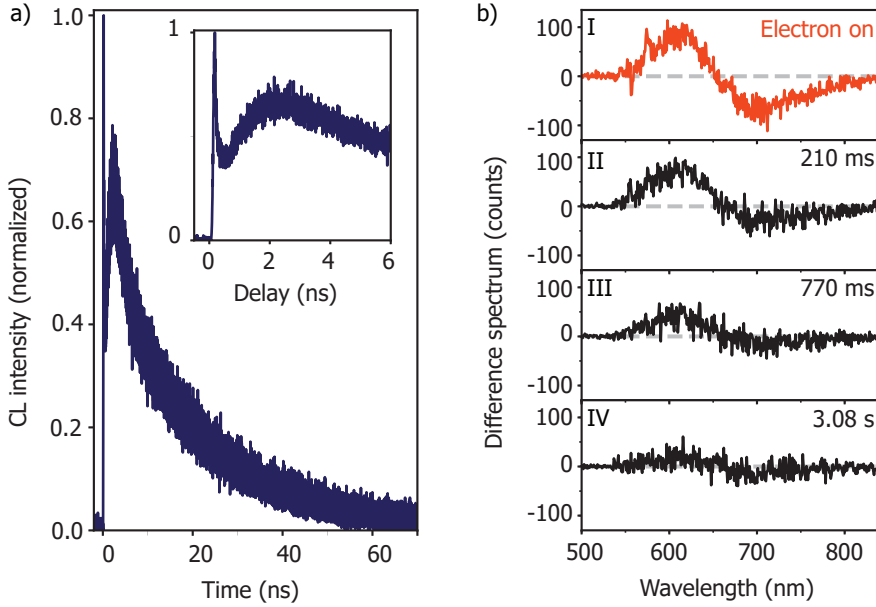 a)
CL intensity (normalized)
1.0
0.8
0.6
0.4
0.2
0.0
0 20 40 60
Time (ns)
1
0
0 2 4 6
Delay (ns)
b)
Difference spectrum (counts)
I Electron on
100
0
-100
II 210 ms
100
0
-100
III 770 ms
100
0
-100
IV 3.08 s
100
0
-100
500 600 700 800
Wavelength (nm)